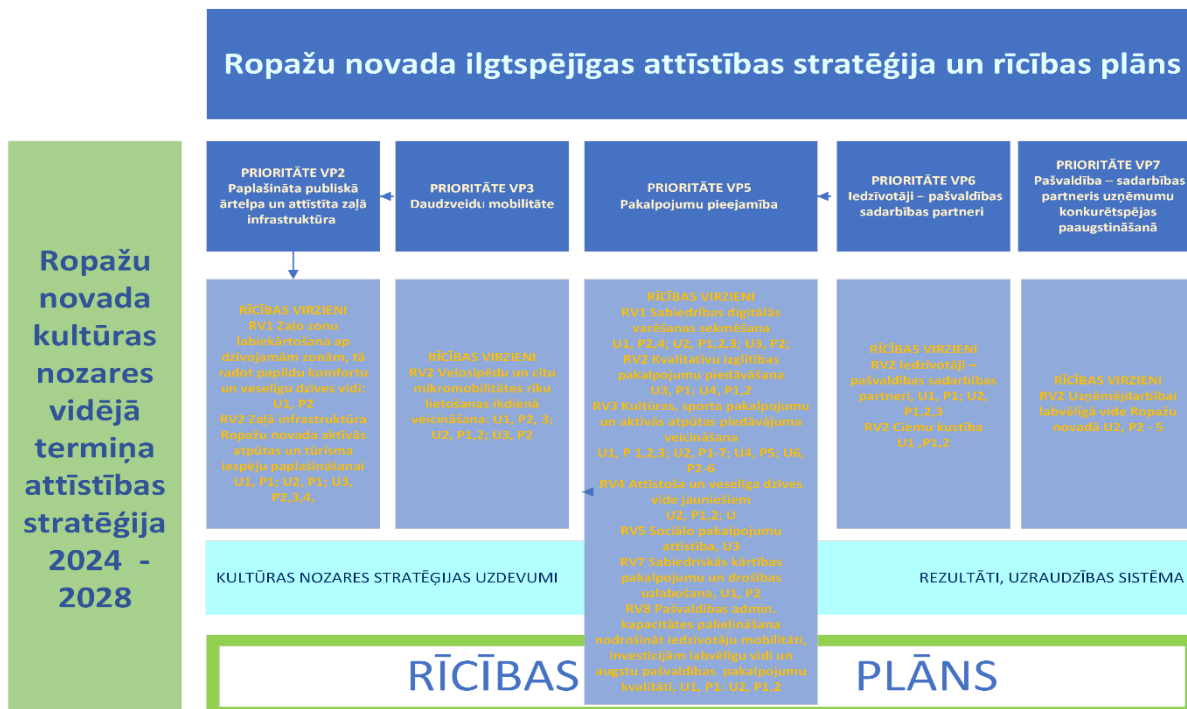 Ropažu novada ilgtspējīgas attīstības stratēģija un rīcības plāns
Ropažu
novada
kultūras
nozares
vidējā
termiņa
attīstības
stratēģija
2024 -
2028
PRIORITĀTE VP2
Paplašināta publiskā
ārtelpa un attīstīta zaļā
infrastruktūra
PRIORITĀTE VP3
Daudzveidu mobilitāte
PRIORITĀTE VP5
Pakalpojumu pieejamība
PRIORITĀTE VP6
Iedzīvotāji – pašvaldības
sadarbības partneri
PRIORITĀTE VP7
Pašvaldība – sadarbības
partneris uzņēmumu
konkurētspējas
paaugstināšanā
RĪCĪBAS VIRZIENI
RV1 Zaļo zonu
labiekārtošana ap
dzīvojamām zonām, tā
radot papildu komfortu
un veselīgu dzīves vidi:
U1, P2
RV2 Zaļā infrastruktūra
Ropažu novada aktīvās
atpūtas un tūrisma
iespēju paplašināšanai
U1, P1; U2, P1; U3,
P2,3,4,
RĪCĪBAS VIRZIENI
RV2 Velosipēdu un citu
mikromobilitātes rīku
lietošanas ikdienā
veicināšana: U1, P2, 3;
U2, P1,2; U3, P2
RĪCĪBAS VIRZIENI
RV1 Sabiedrības digitālās
varēšanas sekmēšana
U1, P2,4; U2, P1,2,3; U3, P2;
RV2 Kvalitatīvu izglītības
pakalpojumu piedāvāšana
U3, P1; U4, P1,2
RV3 Kultūras, sporta pakalpojumu
un aktīvās atpūtas piedāvājuma
veicināšana
U1, P 1,2,3; U2, P1-7; U4, P5; U6,
P2-6
RV4 Attīstoša un veselīga dzīves
vide jauniešiem
U2, P1,2; U
RV5 Sociālo pakalpojumu
attīstība, U3
RV7 Sabiedriskās kārtības
pakalpojumu un drošības
uzlabošana, U1, P2
RV8 Pašvaldības admin.
kapacitātes palielināšana
nodrošināt iedzīvotāju mobilitāti,
investīcijām labvēlīgu vidi un
augstu pašvaldības pakalpojumu
kvalitāti, U1, P1: U2, P1,2
RĪCĪBAS VIRZIENI
RV2 Iedzīvotāji –
pašvaldības sadarbības
partneri, U1, P1; U2,
P1,2,3
RV2 Ciemu kustība
U1 ,P1,2
RĪCĪBAS VIRZIENI
RV2 Uzņēmējdarbībai
labvēlīgā vide Ropažu
novadā U2, P2 - 5
KULTŪRAS NOZARES STRATĒĢIJAS UZDEVUMI
REZULTĀTI, UZRAUDZĪBAS SISTĒMA
RĪCĪBAS PLĀNS